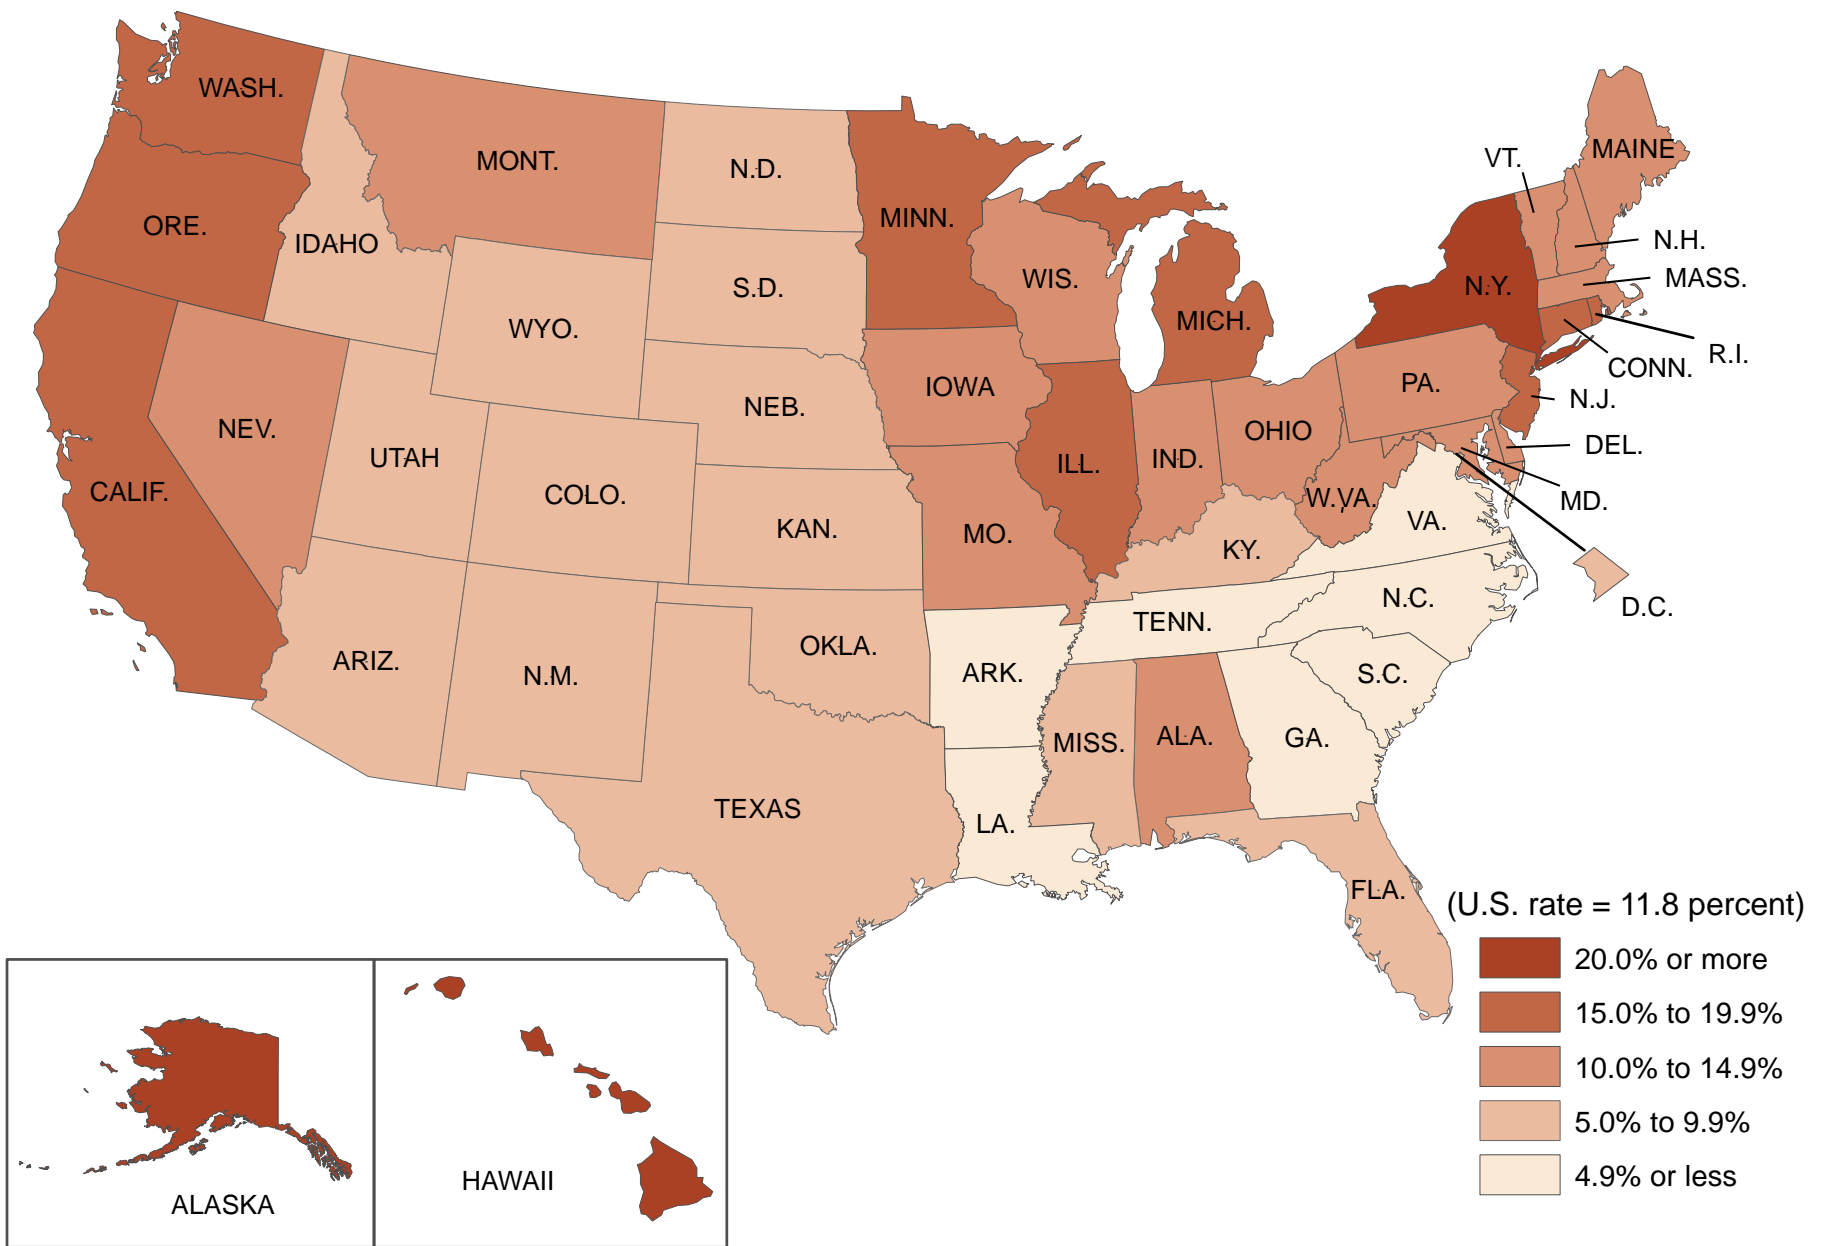 WASH.
MONT.
N.D.
MINN.
VT.
MAINE
ORE.
IDAHO
N.H.
MASS.
S.D.
WIS.
N.Y.
WYO.
MICH.
R.I.
CONN.
IOWA
PA.
N.J.
NEB.
NEV.
OHIO
DEL.
UTAH
ILL.
IND.
CALIF.
COLO.
W.VA.
MD.
KAN.
MO.
VA.
KY.
N.C.
D.C.
TENN.
ARIZ.
OKLA.
N.M.
ARK.
S.C.
MISS.
ALA.
GA.
TEXAS
LA.
FLA.
(U.S. rate = 11.8 percent)
20.0% or more
15.0% to 19.9%
10.0% to 14.9%
5.0% to 9.9%
4.9% or less
HAWAII
ALASKA